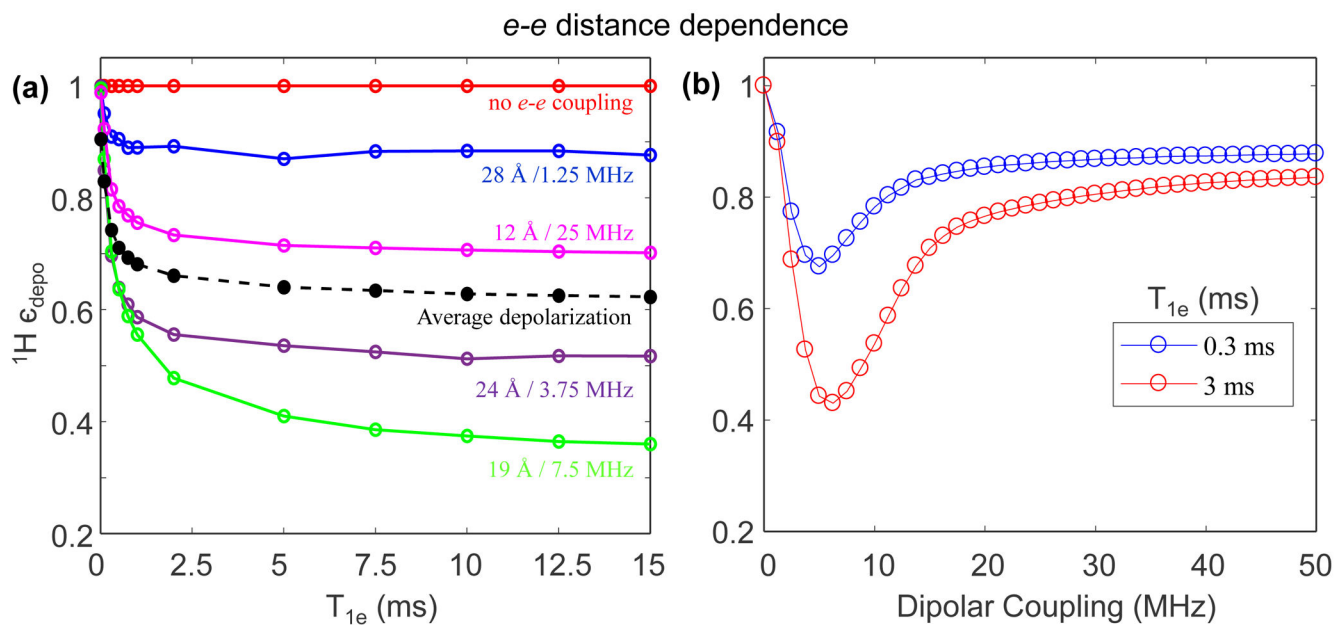 e-e distance dependence
(a)
1
0.8
0.6
0.4
0.2
¹H ϵdepo
no e-e coupling
28 Å /1.25 MHz
12 Å / 25 MHz
Average depolarization
24 Å / 3.75 MHz
19 Å / 7.5 MHz
0 2.5 5 7.5 10 12.5 15
T1e (ms)
(b)
1
0.8
0.6
0.4
0.2
T1e (ms)
0.3 ms
3 ms
0 10 20 30 40 50
Dipolar Coupling (MHz)